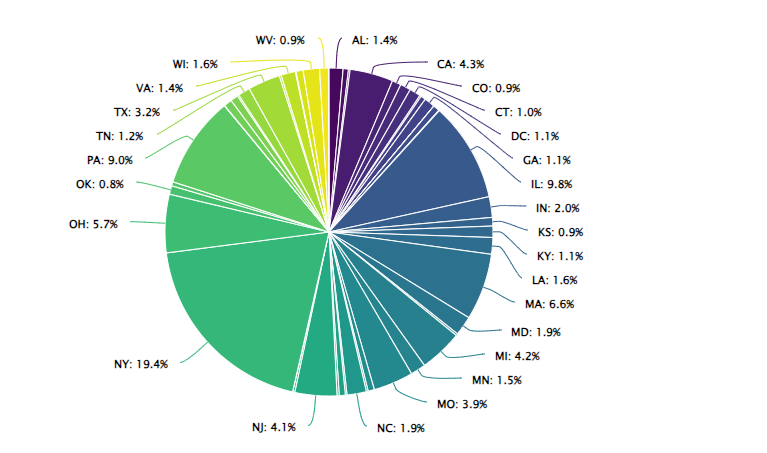 WV: 0.9%
AL: 1.4%
WI: 1.6%
CA: 4.3%
VA: 1.4%
CO: 0.9%
TX: 3.2%
CT: 1.0%
TN: 1.2%
DC: 1.1%
PA: 9.0%
GA: 1.1%
OK: 0.8%
IL: 9.8%
IN: 2.0%
OH: 5.7%
KS: 0.9%
KY: 1.1%
LA: 1.6%
MA: 6.6%
MD: 1.9%
MI: 4.2%
NY: 19.4%
MN: 1.5%
MO: 3.9%
NJ: 4.1%
NC: 1.9%